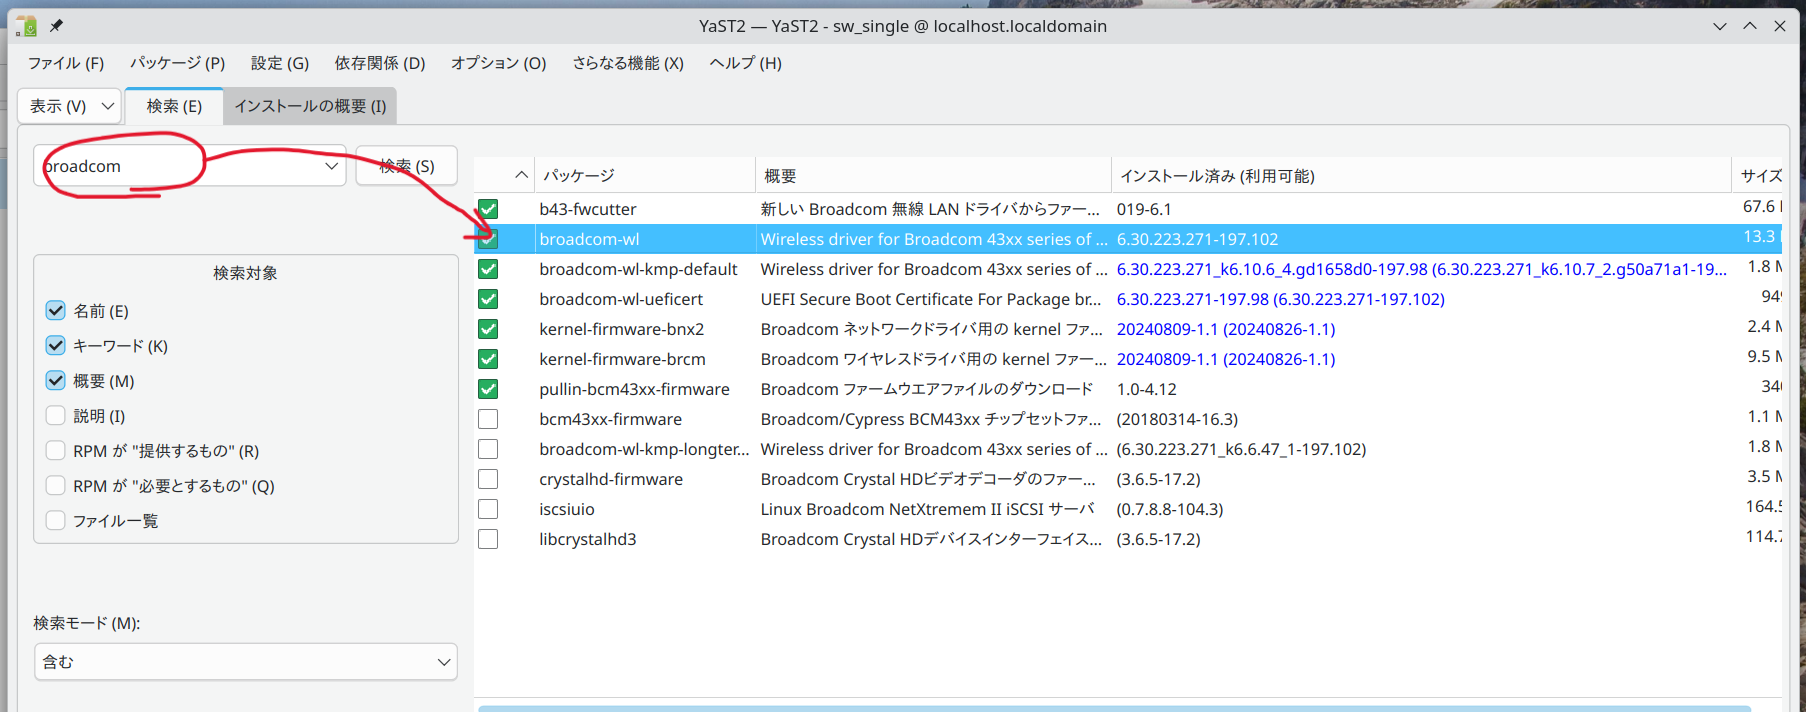 YaST2 — YaST2 - sw_single @ localhost.localdomain
ファイル (F) パッケージ (P) 設定 (G) 依存関係 (D) オプション (O) さらなる機能 (X) ヘルプ (H)
表示 (V) 検索 (E) インストールの概要 (I)
broadcom 検索 (S)
検索対象
名前 (E)
キーワード (K)
概要 (M)
説明 (I)
RPM が "提供するもの" (R)
RPM が "必要とするもの" (Q)
ファイル一覧
検索モード (M):
含む
パッケージ 概要 インストール済み (利用可能) サイズ
b43-fwcutter 新しい Broadcom 無線 LAN ドライバからファー... 019-6.1 67.6
broadcom-wl Wireless driver for Broadcom 43xx series of ... 6.30.223.271-197.102 13.3
broadcom-wl-kmp-default Wireless driver for Broadcom 43xx series of ... 6.30.223.271_k6.10.6_4.gd1658d0-197.98 (6.30.223.271_k6.10.7_2.g50a71a1-19... 1.8 M
broadcom-wl-ueficert UEFI Secure Boot Certificate For Package br... 6.30.223.271-197.98 (6.30.223.271-197.102)
kernel-firmware-bnx2 Broadcom ネットワークドライバ用の kernel ファ... 20240809-1.1 (20240826-1.1) 2.4 M
kernel-firmware-brcm Broadcom ワイヤレスドライバ用の kernel ファー... 20240809-1.1 (20240826-1.1) 9.5 M
pullin-bcm43xx-firmware Broadcom ファームウエアファイルのダウンロード 1.0-4.12
bcm43xx-firmware Broadcom/Cypress BCM43xx チップセットファ... (20180314-16.3) 1.1 M
broadcom-wl-kmp-longter... Wireless driver for Broadcom 43xx series of ... (6.30.223.271_k6.6.47_1-197.102) 1.8 M
crystalhd-firmware Broadcom Crystal HDビデオデコーダのファー... (3.6.5-17.2) 3.5 M
iscsiuio Linux Broadcom NetXtremem II iSCSI サーバ (0.7.8.8-104.3) 164.5
libcrystalhd3 Broadcom Crystal HDデバイスインターフェイス... (3.6.5-17.2) 114.7